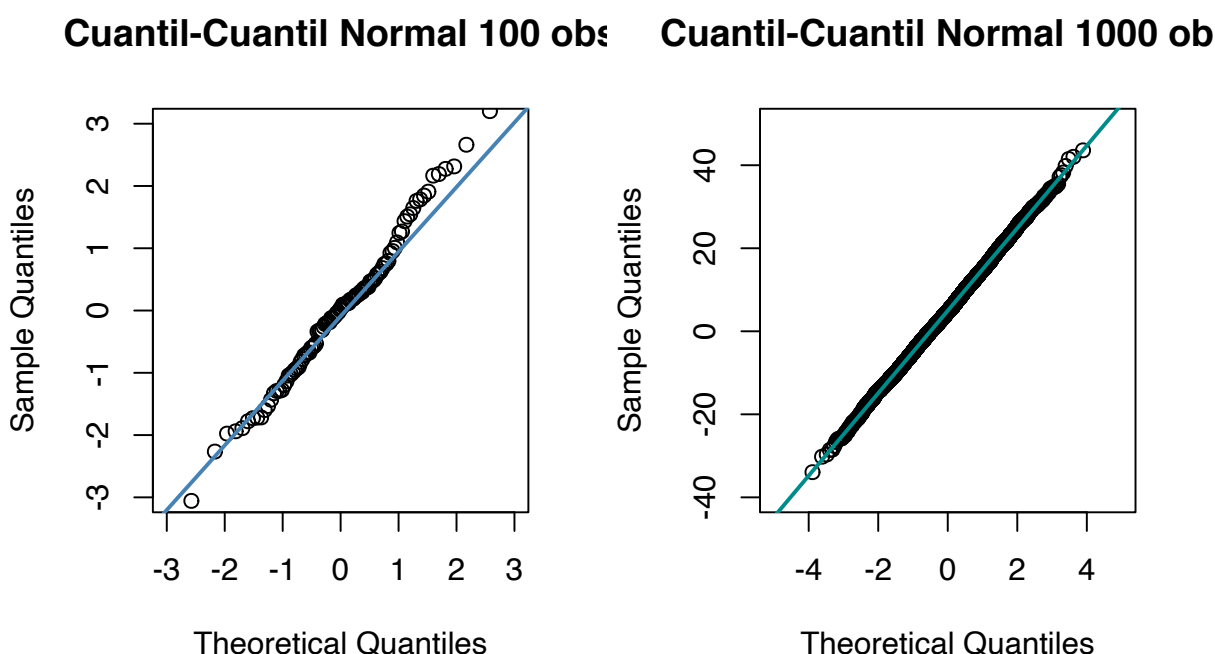 Cuantil-Cuantil Normal 100 obs
Sample Quantiles
3
2
1
0
-1
-2
-3
-3 -2 -1 0 1 2 3
Theoretical Quantiles
Cuantil-Cuantil Normal 1000 ob
Sample Quantiles
40
20
0
-20
-40
-4 -2 0 2 4
Theoretical Quantiles